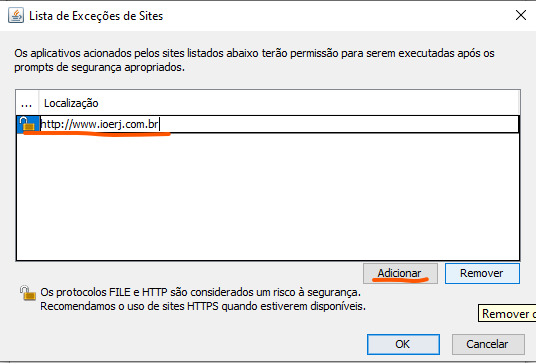 Lista de Exceções de Sites
Os aplicativos acionados pelos sites listados abaixo terão permissão para serem executadas após os
prompts de segurança apropriados.
... Localização
http://www.ioerj.com.br
Adicionar Remover
Os protocolos FILE e HTTP são considerados um risco à segurança.
Recomendamos o uso de sites HTTPS quando estiverem disponíveis.
Remover
OK Cancelar